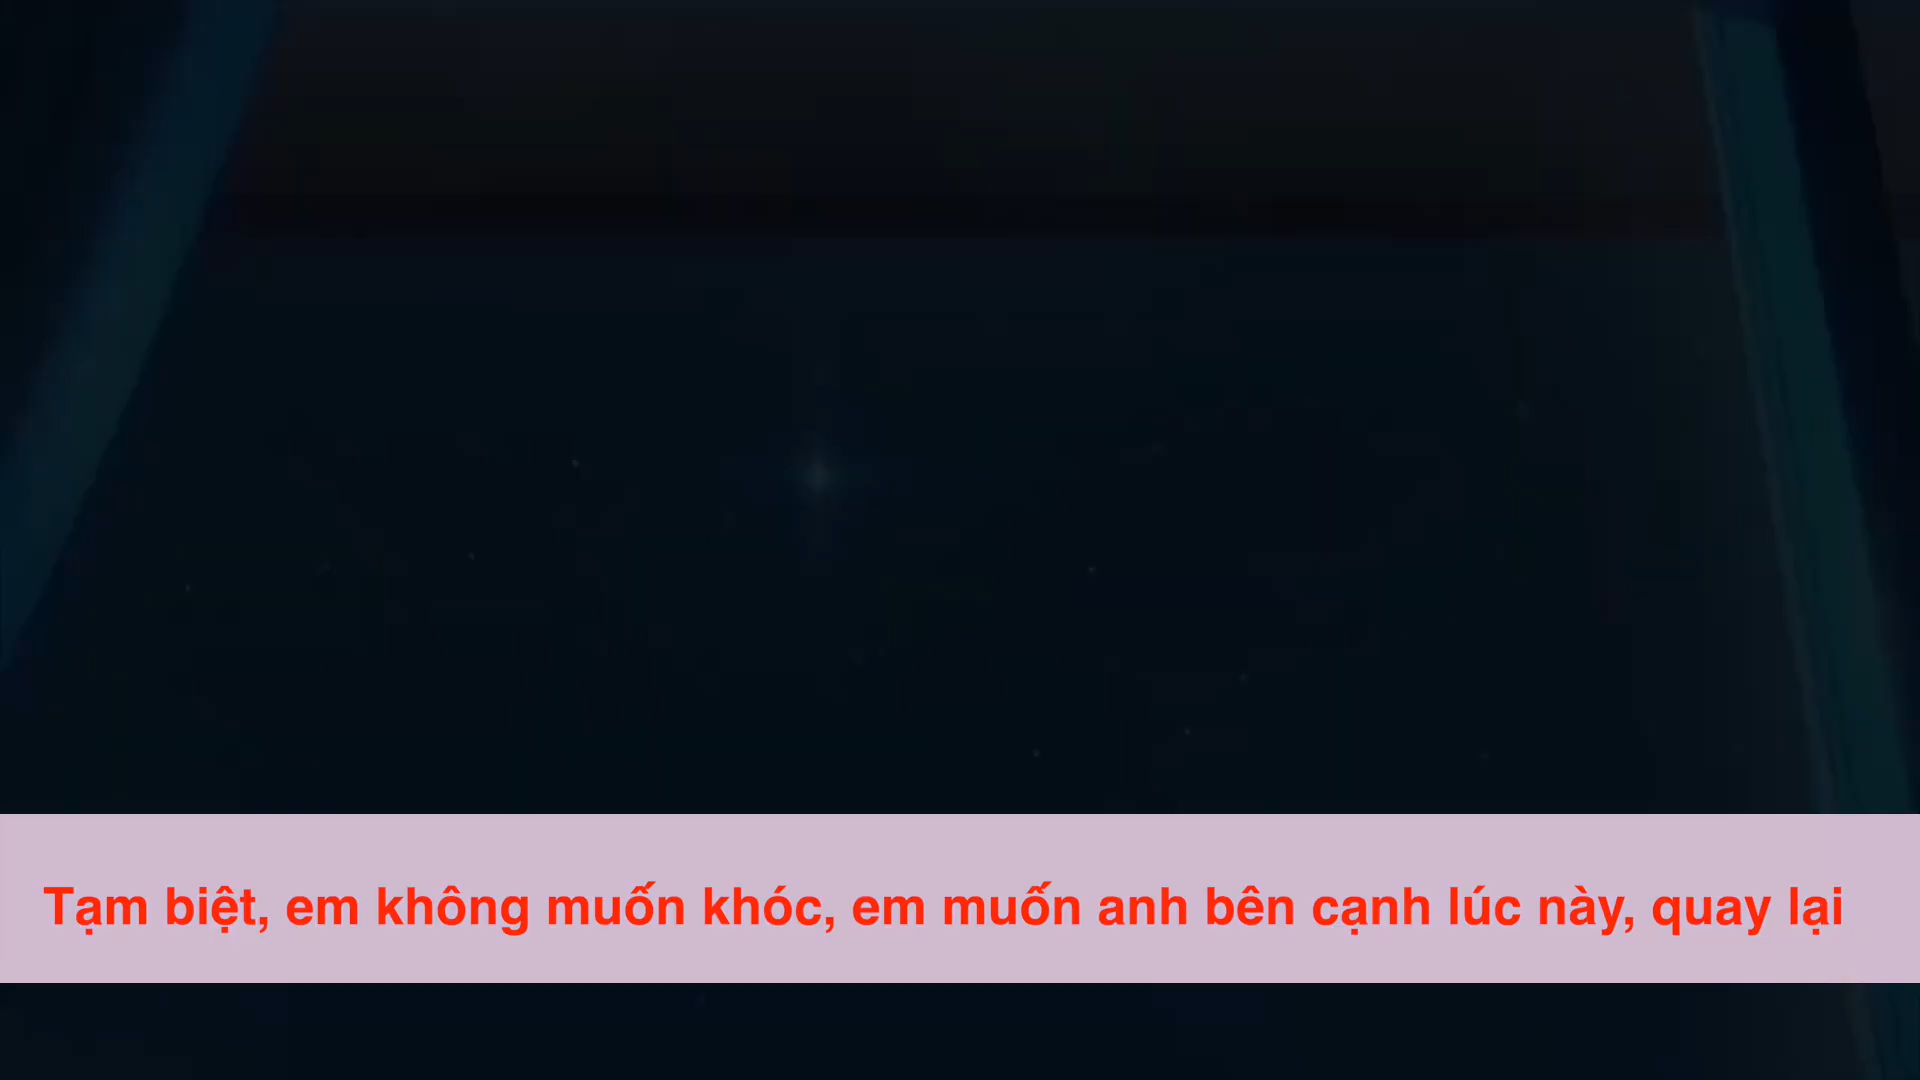 Tạm biệt, em không muốn khóc, em muốn anh bên cạnh lúc này, quay lại